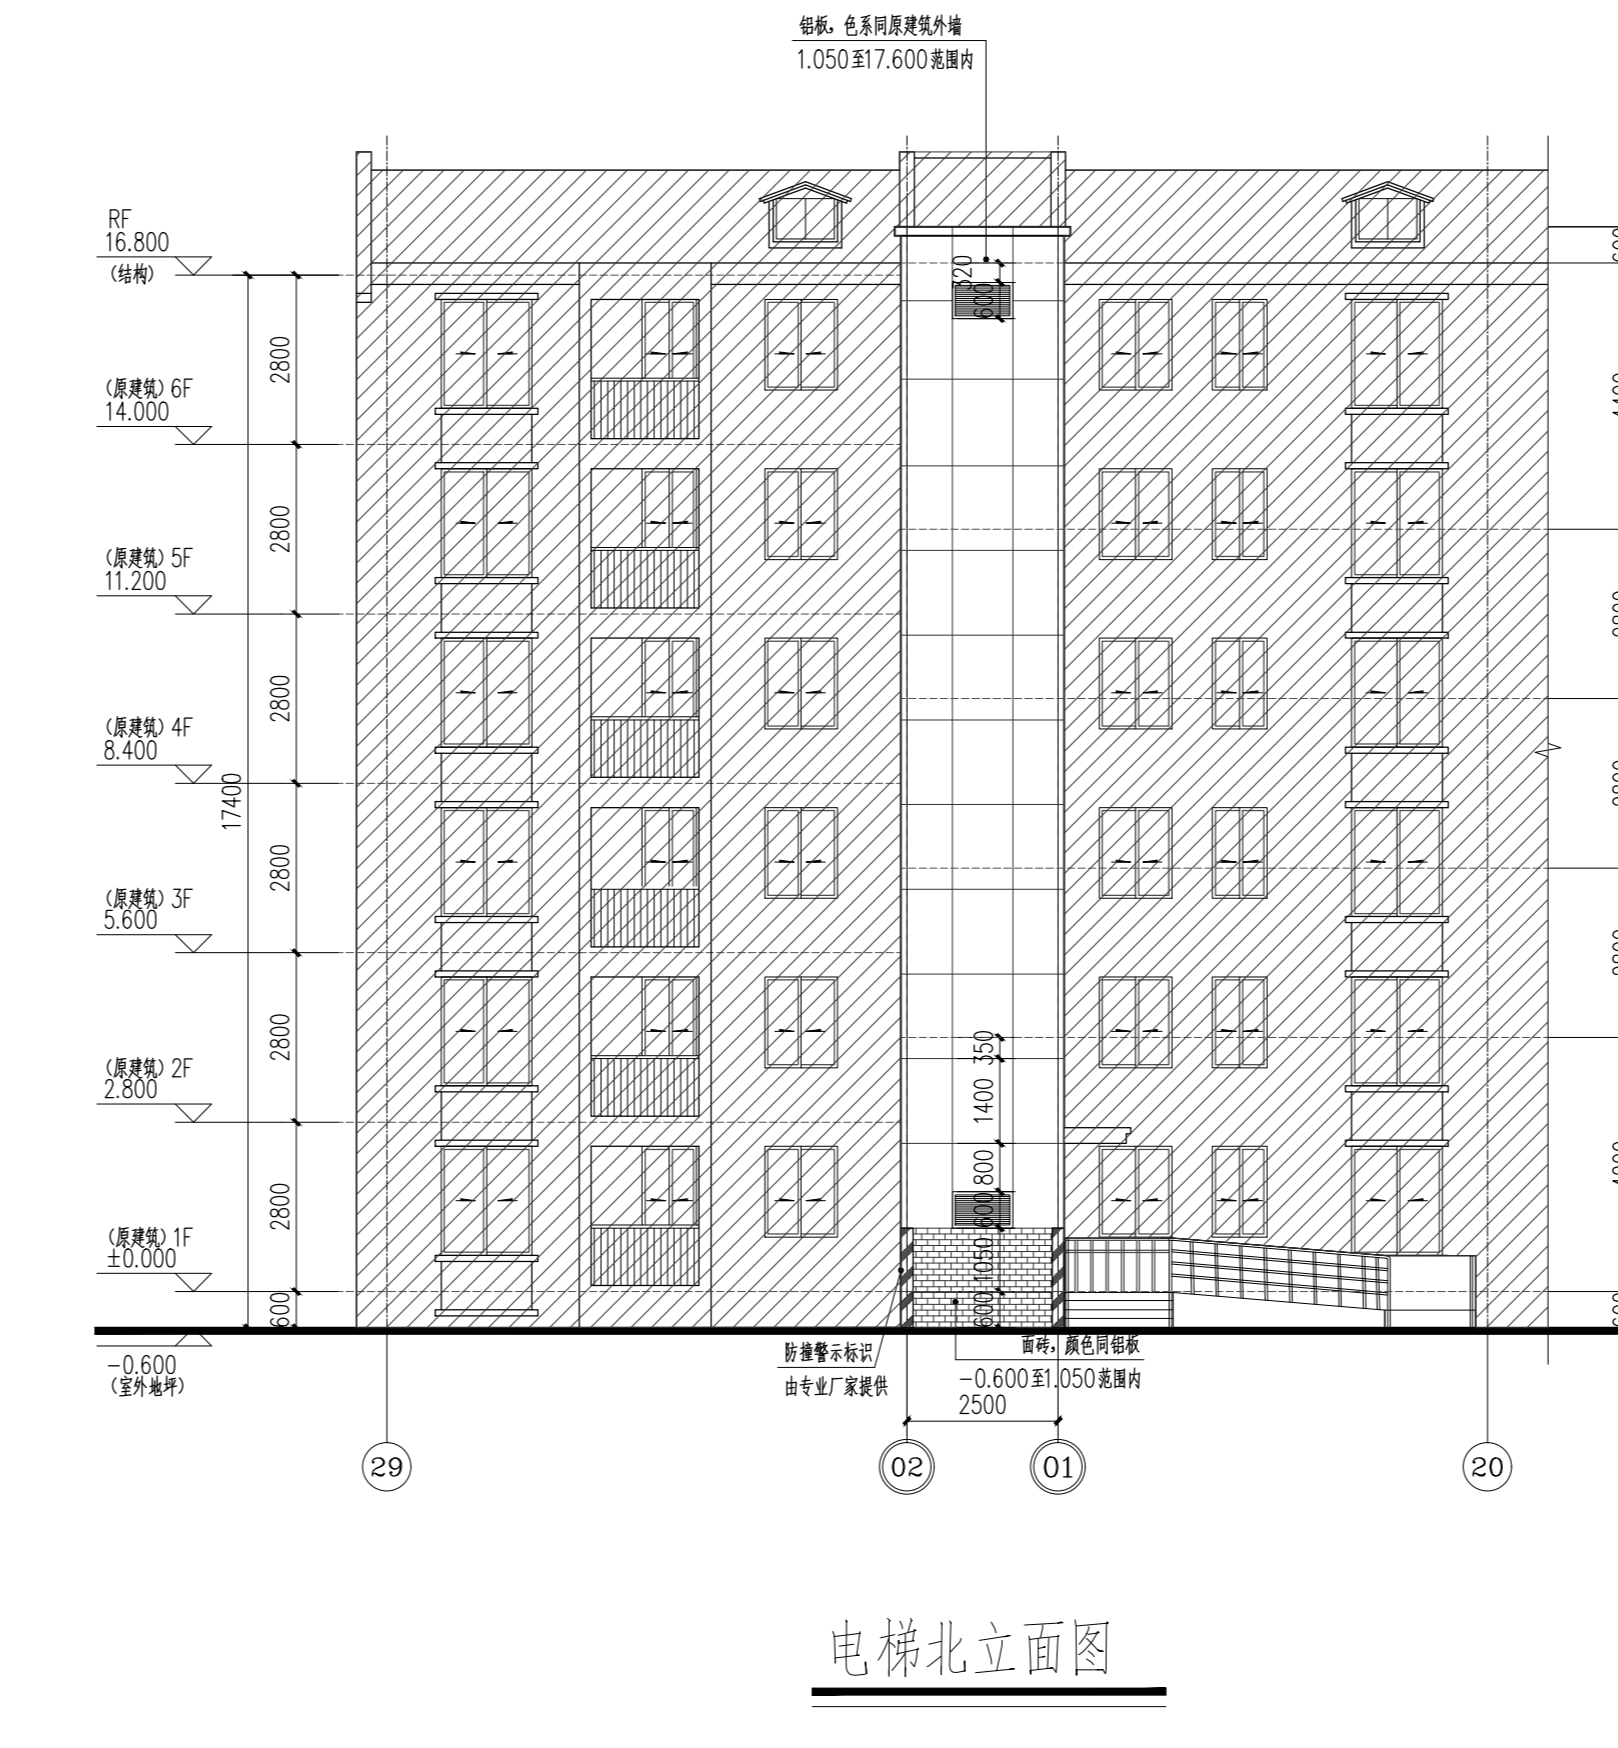 铝板，色系同原建筑外墙
1.050至17.600范围内
RF
16.800
（结构）
（原建筑）6F
14.000
（原建筑）5F
11.200
（原建筑）4F
8.400
（原建筑）3F
5.600
（原建筑）2F
2.800
（原建筑）1F
±0.000
-0.600
（室外地坪）
17400
2800
2800
2800
2800
2800
2800
600
320
600
350
1400
800
600
1050
600
防撞警示标识
由专业厂家提供
面砖，颜色同铝板
-0.600至1.050范围内
2500
29
02
01
20
电梯北立面图